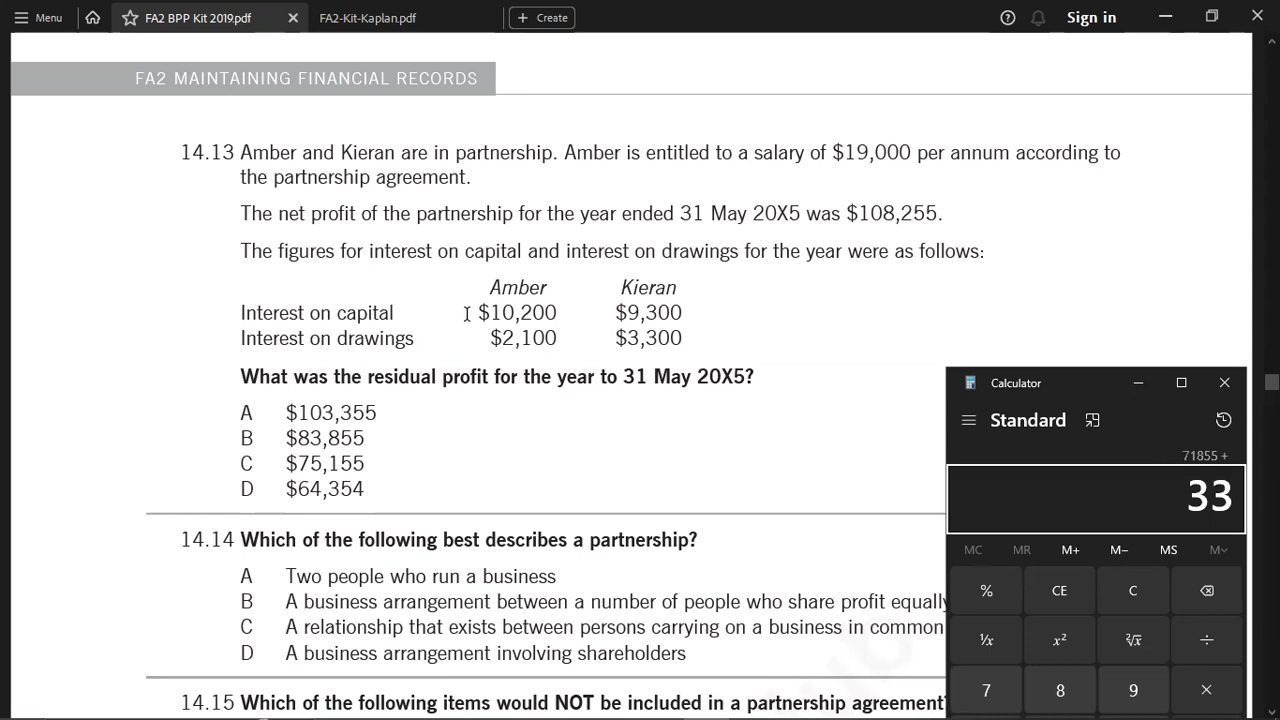 Menu FA2 BPP Kit 2019.pdf FA2-Kit-Kaplan.pdf + Create Sign in
FA2 MAINTAINING FINANCIAL RECORDS
14.13 Amber and Kieran are in partnership. Amber is entitled to a salary of $19,000 per annum according to
the partnership agreement.
The net profit of the partnership for the year ended 31 May 20X5 was $108,255.
The figures for interest on capital and interest on drawings for the year were as follows:
Amber Kieran
Interest on capital $10,200 $9,300
Interest on drawings $2,100 $3,300
What was the residual profit for the year to 31 May 20X5?
A $103,355
B $83,855
C $75,155
D $64,354
14.14 Which of the following best describes a partnership?
A Two people who run a business
B A business arrangement between a number of people who share profit equally
C A relationship that exists between persons carrying on a business in common
D A business arrangement involving shareholders
14.15 Which of the following items would NOT be included in a partnership agreement?
Calculator
Standard
71855 +
33
MC MR M+ M− MS M˅
% CE C ⌫
¹/x x² ²√x ÷
7 8 9 ×